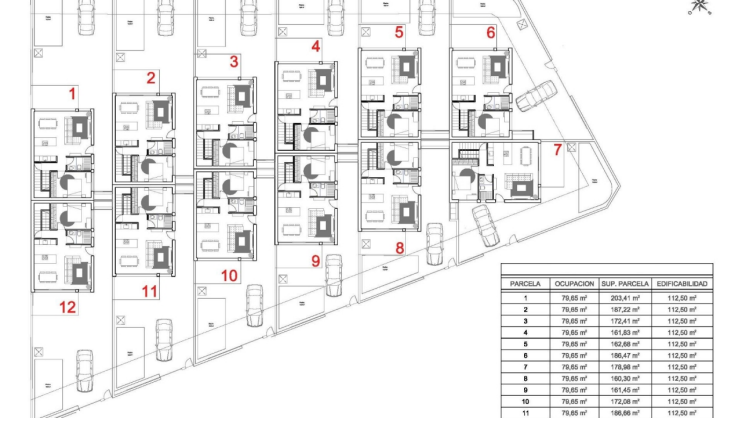 5
6
4
3
2
1
7
8
9
10
11
12
PARCELA OCUPACION SUP. PARCELA EDIFICABILIDAD
1 79,65 m² 203,41 m² 112,50 m²
2 79,65 m² 187,22 m² 112,50 m²
3 79,65 m² 172,41 m² 112,50 m²
4 79,65 m² 161,83 m² 112,50 m²
5 79,65 m² 162,68 m² 112,50 m²
6 79,65 m² 186,47 m² 112,50 m²
7 79,65 m² 178,98 m² 112,50 m²
8 79,65 m² 160,30 m² 112,50 m²
9 79,65 m² 161,45 m² 112,50 m²
10 79,65 m² 172,08 m² 112,50 m²
11 79,65 m² 186,66 m² 112,50 m²